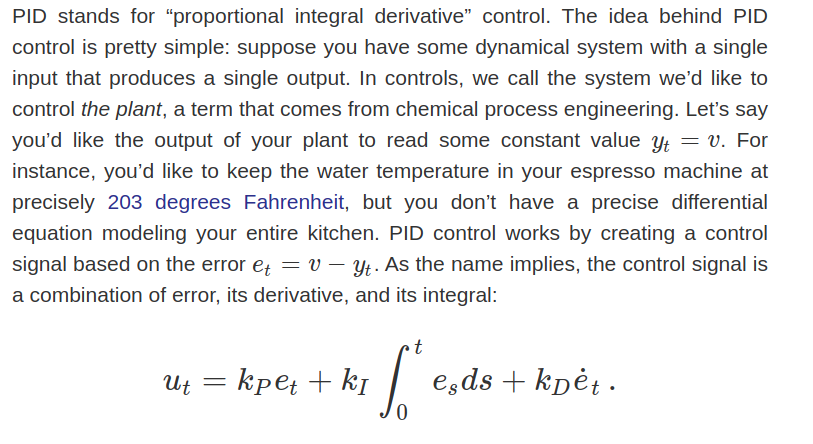 PID stands for “proportional integral derivative” control. The idea behind PID
control is pretty simple: suppose you have some dynamical system with a single
input that produces a single output. In controls, we call the system we’d like to
control the plant, a term that comes from chemical process engineering. Let’s say
you’d like the output of your plant to read some constant value y_t = v. For
instance, you’d like to keep the water temperature in your espresso machine at
precisely 203 degrees Fahrenheit, but you don’t have a precise differential
equation modeling your entire kitchen. PID control works by creating a control
signal based on the error e_t = v − y_t. As the name implies, the control signal is
a combination of error, its derivative, and its integral:
u_t = k_P e_t + k_I ∫_0^t e_s ds + k_D ė_t .